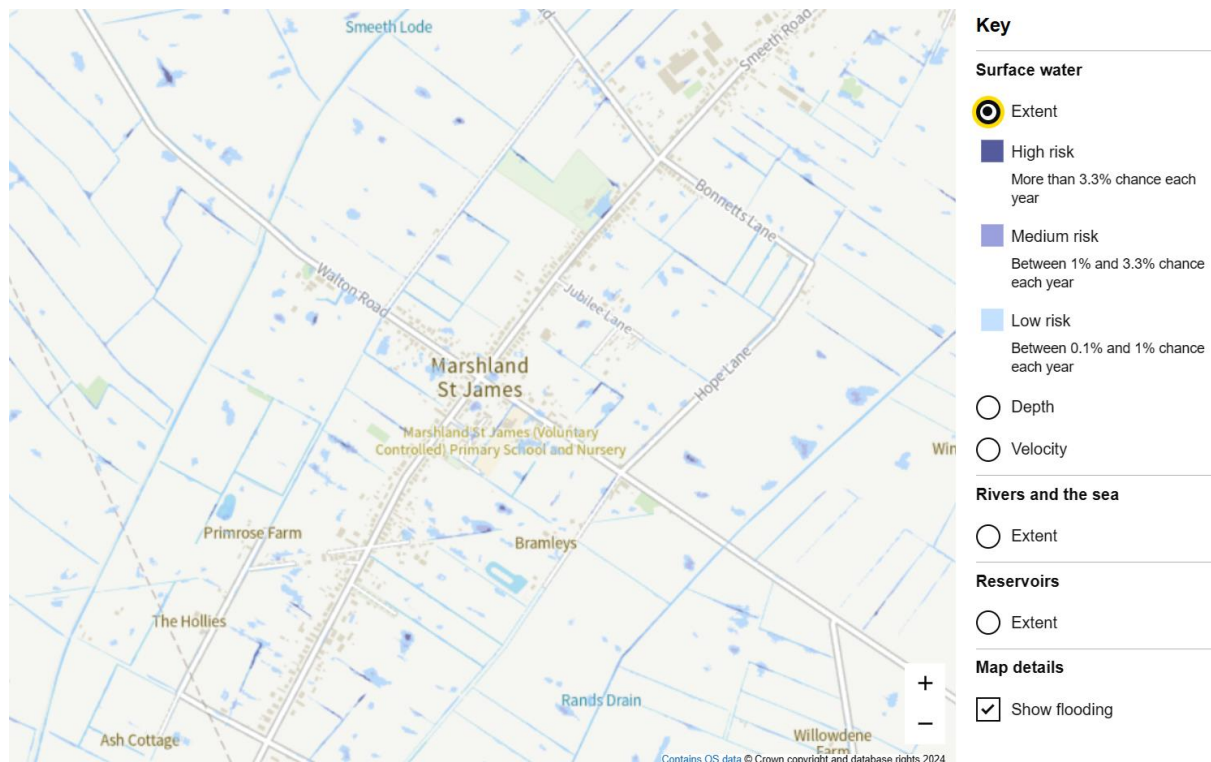 Smeeth Lode
Smeeth Road
Bonnetts Lane
Walton Road
Jubilee Lane
Marshland
St James
Hope Lane
Marshland St James (Voluntary
Controlled) Primary School and Nursery
Win
Primrose Farm
Bramleys
The Hollies
Rands Drain
Ash Cottage
Willowdene
Farm
+
−
Contains OS data © Crown copyright and database rights 2024
Key
Surface water
Extent
High risk
More than 3.3% chance each
year
Medium risk
Between 1% and 3.3% chance
each year
Low risk
Between 0.1% and 1% chance
each year
Depth
Velocity
Rivers and the sea
Extent
Reservoirs
Extent
Map details
Show flooding